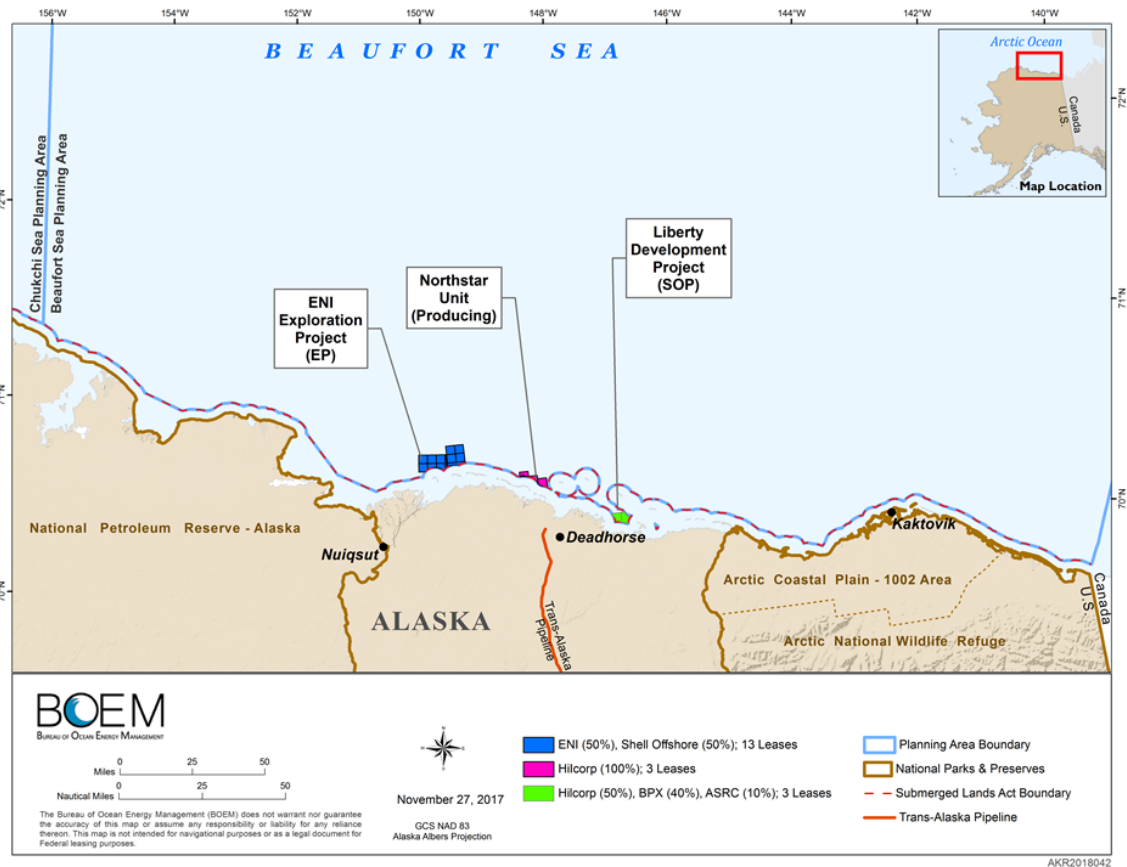 156°W 154°W 152°W 150°W 148°W 146°W 144°W 142°W 140°W
BEAUFORT SEA
Arctic Ocean
Canada
U.S.
Map Location
72°N
72°N
71°N
71°N
70°N
70°N
Chukchi Sea Planning Area
Beaufort Sea Planning Area
Liberty
Development
Project
(SOP)
Northstar
Unit
(Producing)
ENI
Exploration
Project
(EP)
National Petroleum Reserve - Alaska
Nuiqsut
Deadhorse
Kaktovik
ALASKA
Trans-Alaska
Pipeline
Arctic Coastal Plain - 1002 Area
Arctic National Wildlife Refuge
Canada
U.S.
BOEM
BUREAU OF OCEAN ENERGY MANAGEMENT
0 25 50
Miles
0 25 50
Nautical Miles
The Bureau of Ocean Energy Management (BOEM) does not warrant nor guarantee
the accuracy of this map or assume any responsibility or liability for any reliance
thereon. This map is not intended for navigational purposes or as a legal document for
Federal leasing purposes.
N
W E
S
November 27, 2017
GCS NAD 83
Alaska Albers Projection
ENI (50%), Shell Offshore (50%); 13 Leases
Hilcorp (100%); 3 Leases
Hilcorp (50%), BPX (40%), ASRC (10%); 3 Leases
Planning Area Boundary
National Parks & Preserves
Submerged Lands Act Boundary
Trans-Alaska Pipeline
AKR2018042